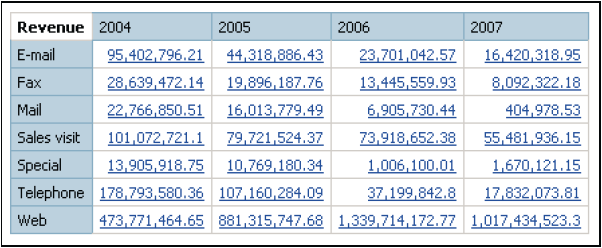 Revenue 2004 2005 2006 2007
E-mail 95,402,796.21 44,318,886.43 23,701,042.57 16,420,318.95
Fax 28,639,472.14 19,896,187.76 13,445,559.93 8,092,322.18
Mail 22,766,850.51 16,013,779.49 6,905,730.44 404,978.53
Sales visit 101,072,721.1 79,721,524.37 73,918,652.38 55,481,936.15
Special 13,905,918.75 10,769,180.34 1,006,100.01 1,670,121.15
Telephone 178,793,580.36 107,160,284.09 37,199,842.8 17,832,073.81
Web 473,771,464.65 881,315,747.68 1,339,714,172.77 1,017,434,523.3